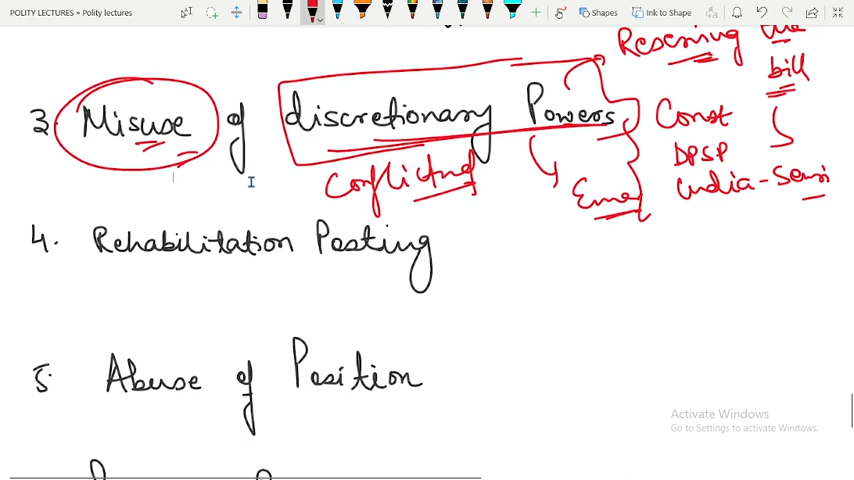 POLITY LECTURES » Polity lectures
Shapes
Ink to Shape
Reserving the
bill
3 Misuse of discretionary Powers
Const
DPSP
India - Semi
Conflicting
Emer
4. Rehabilitation Posting
5. Abuse of Position
Activate Windows
Go to Settings to activate Windows.